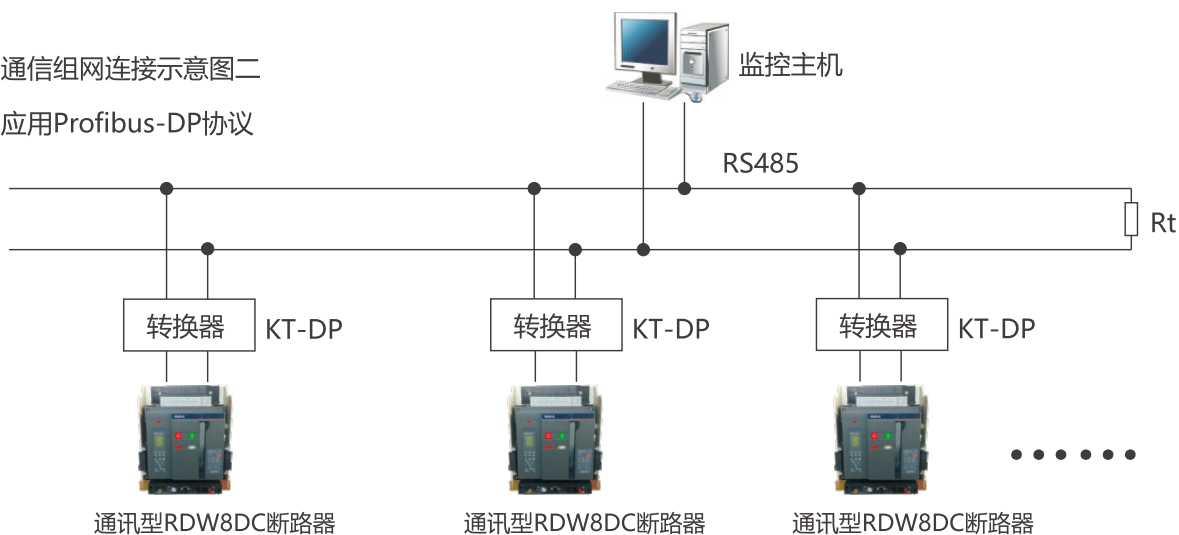 通信组网连接示意图二
监控主机
应用Profibus-DP协议
RS485
Rt
转换器 KT-DP
转换器 KT-DP
转换器 KT-DP
通讯型RDW8DC断路器
通讯型RDW8DC断路器
通讯型RDW8DC断路器